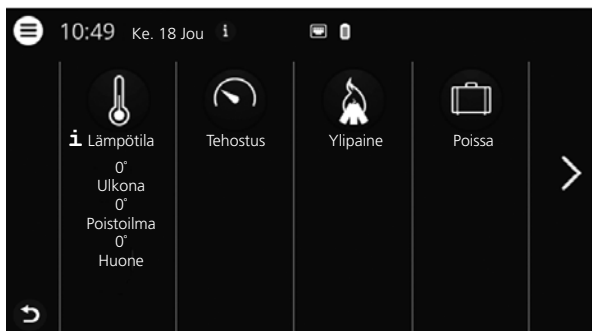 10:49 Ke. 18 Jou i
i Lämpötila
0°
Ulkona
0°
Poistoilma
0°
Huone
Tehostus
Ylipaine
Poissa